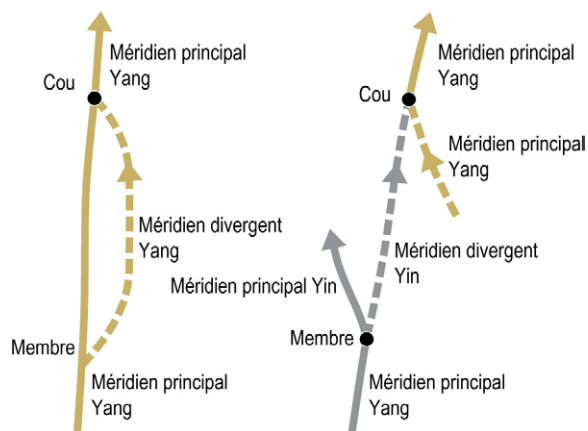 Méridien principal
Yang
Cou
Méridien divergent
Yang
Membre
Méridien principal
Yang
Méridien principal
Yang
Cou
Méridien principal
Yang
Méridien divergent
Yin
Méridien principal Yin
Membre
Méridien principal
Yang